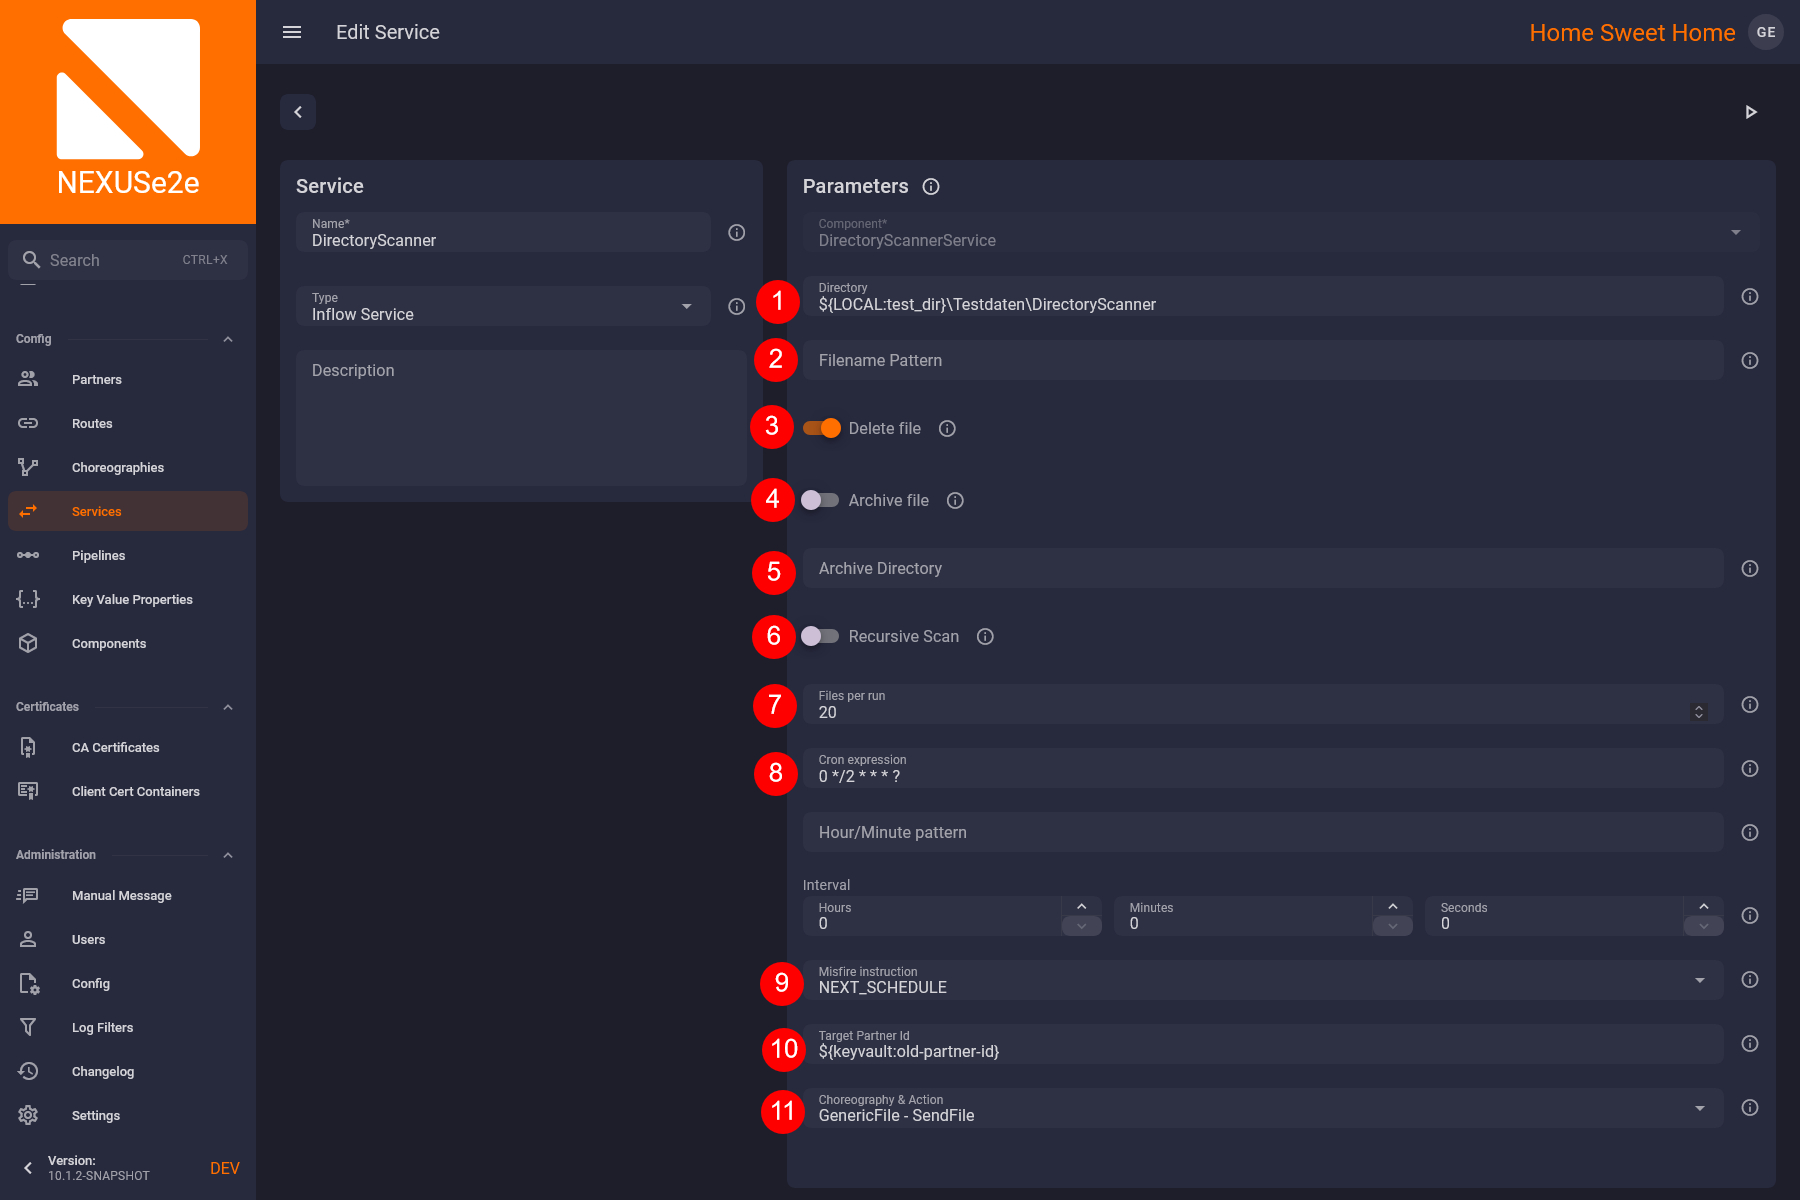 NEXUSe2e
Search CTRL+X
Config
Partners
Routes
Choreographies
Services
Pipelines
Key Value Properties
Components
Certificates
CA Certificates
Client Cert Containers
Administration
Manual Message
Users
Config
Log Filters
Changelog
Settings
Version:
10.1.2-SNAPSHOT
DEV
Edit Service
Home Sweet Home GE
Service
Name*
DirectoryScanner
Type
Inflow Service
Description
Parameters
Component*
DirectoryScannerService
1
Directory
${LOCAL:test_dir}\Testdaten\DirectoryScanner
2
Filename Pattern
3
Delete file
4
Archive file
5
Archive Directory
6
Recursive Scan
7
Files per run
20
8
Cron expression
0 */2 * * * ?
Hour/Minute pattern
Interval
Hours
0
Minutes
0
Seconds
0
9
Misfire instruction
NEXT_SCHEDULE
10
Target Partner Id
${keyvault:old-partner-id}
11
Choreography & Action
GenericFile - SendFile